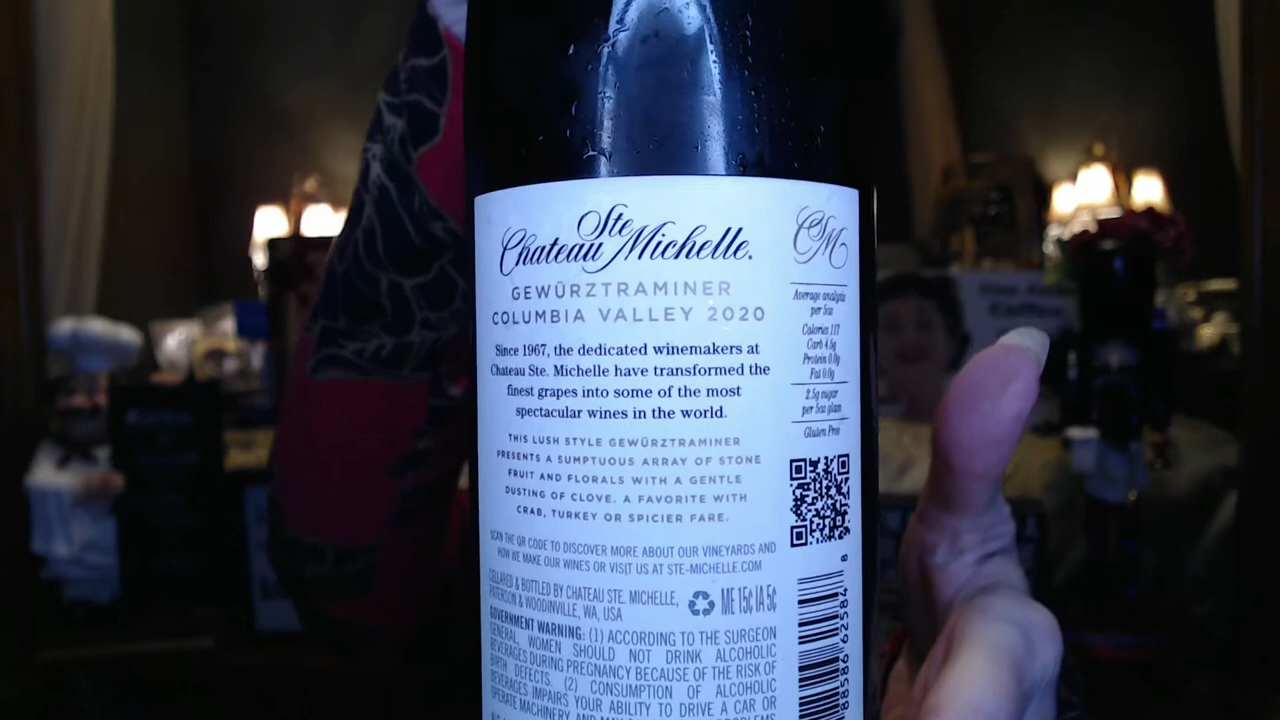 Chateau Ste Michelle.
GEWÜRZTRAMINER
COLUMBIA VALLEY 2020
Since 1967, the dedicated winemakers at
Chateau Ste. Michelle have transformed the
finest grapes into some of the most
spectacular wines in the world.
THIS LUSH STYLE GEWÜRZTRAMINER
PRESENTS A SUMPTUOUS ARRAY OF STONE
FRUIT AND FLORALS WITH A GENTLE
DUSTING OF CLOVE. A FAVORITE WITH
CRAB, TURKEY OR SPICIER FARE.
SCAN THE QR CODE TO DISCOVER MORE ABOUT OUR VINEYARDS AND
HOW WE MAKE OUR WINES OR VISIT US AT STE-MICHELLE.COM
CELLARED & BOTTLED BY CHATEAU STE. MICHELLE,
PATERSON & WOODINVILLE, WA, USA
ME 15¢ IA 5¢
GOVERNMENT WARNING: (1) ACCORDING TO THE SURGEON
GENERAL, WOMEN SHOULD NOT DRINK ALCOHOLIC
BEVERAGES DURING PREGNANCY BECAUSE OF THE RISK OF
BIRTH DEFECTS. (2) CONSUMPTION OF ALCOHOLIC
BEVERAGES IMPAIRS YOUR ABILITY TO DRIVE A CAR OR
OPERATE MACHINERY, AND MAY PROBLEMS
CSM
Average analysis
per 5oz
Calories 117
Carb 4.5g
Protein 0.0g
Fat 0.0g
2.5g sugar
per 5oz glass
Gluten Free
88586 62584 8
Coffee